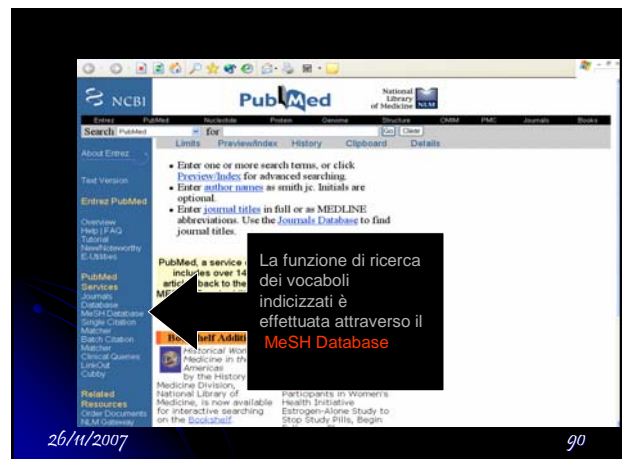 NCBI
PubMed
National
Library
of Medicine NLM
Entrez PubMed Nucleotide Protein Genome Structure OMIM PMC Journals Books
Search PubMed for Go Clear
Limits Preview/Index History Clipboard Details
About Entrez
Text Version
Entrez PubMed
Overview
Help | FAQ
Tutorial
New/Noteworthy
E-Utilities
PubMed
Services
Journals
Database
MeSH Database
Single Citation
Matcher
Batch Citation
Matcher
Clinical Queries
LinkOut
Cubby
Related
Resources
Order Documents
NLM Gateway
• Enter one or more search terms, or click
Preview/Index for advanced searching.
• Enter author names as smith jc. Initials are
optional.
• Enter journal titles in full or as MEDLINE
abbreviations. Use the Journals Database to find
journal titles.
PubMed, a service
includes over 14
back to the
Additi
Historical
Medicine in the
Americas
by the History
Medicine Division,
National Library of
Medicine, is now available
for interactive searching
on the Bookshelf.
Participants in Women's
Health Initiative
Estrogen-Alone Study to
Stop Study Pills, Begin
La funzione di ricerca
dei vocaboli
indicizzati è
effettuata attraverso il
MeSH Database
26/11/2007
90